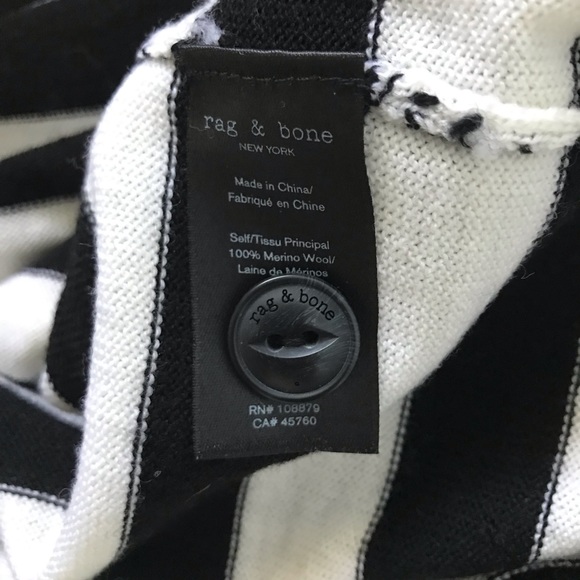 rag & bone
NEW YORK
Made in China/
Fabriqué en Chine
Self/Tissu Principal
100% Merino Wool/
Laine de Mérinos
rag & bone
RN# 108879
CA# 45760